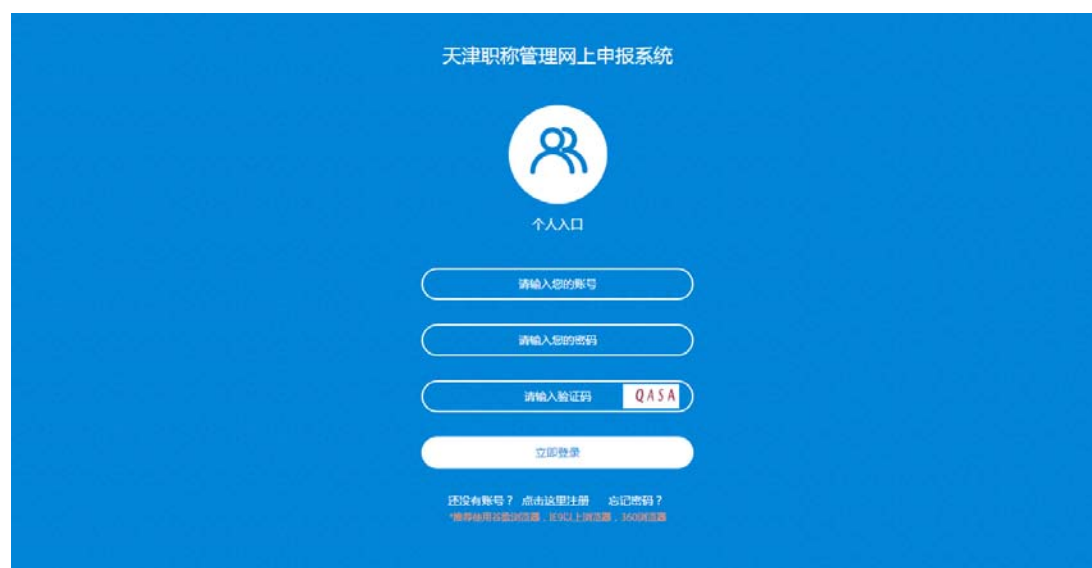 天津职称管理网上申报系统
个人入口
请输入您的账号
请输入您的密码
请输入验证码 QASA
立即登录
还没有账号？ 点击这里注册 忘记密码？
*推荐使用谷歌浏览器，IE9以上浏览器，360浏览器